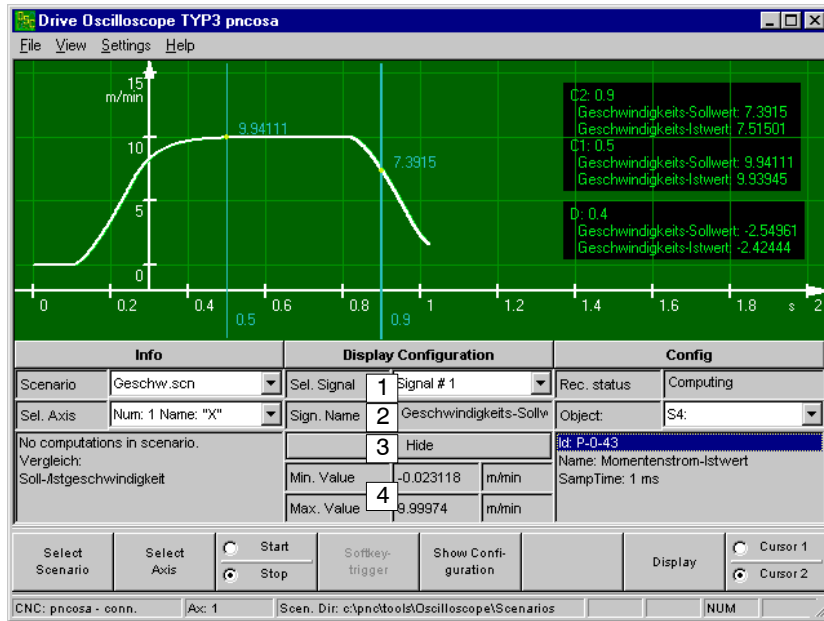 Drive Oscilloscope TYP3 pncosa
File View Settings Help
15
m/min
10
5
0
9.94111
7.3915
C2: 0.9
Geschwindigkeits-Sollwert: 7.3915
Geschwindigkeits-Istwert: 7.51501
C1: 0.5
Geschwindigkeits-Sollwert: 9.94111
Geschwindigkeits-Istwert: 9.93945
D: 0.4
Geschwindigkeits-Sollwert: -2.54961
Geschwindigkeits-Istwert: -2.42444
0 0.2 0.4 0.6 0.8 1 1.2 1.4 1.6 1.8 s 2
0.5 0.9
Info Display Configuration Config
Scenario Geschw.scn Sel. Signal 1 Signal # 1 Rec. status Computing
Sel. Axis Num: 1 Name: "X" Sign. Name 2 Geschwindigkeits-Sollw Object: S4:
No computations in scenario.
Vergleich:
Soll-/Istgeschwindigkeit
3 Hide
Min. Value -0.023118 m/min
4
Max. Value 9.99974 m/min
Id: P-0-43
Name: Momentenstrom-Istwert
SampTime: 1 ms
Select Scenario
Select Axis
Start
Stop
Softkey-
trigger
Show Confi-
guration
Display
Cursor 1
Cursor 2
CNC: pncosa - conn. Ax: 1 Scen. Dir: c:\pnc\tools\Oscilloscope\Scenarios NUM